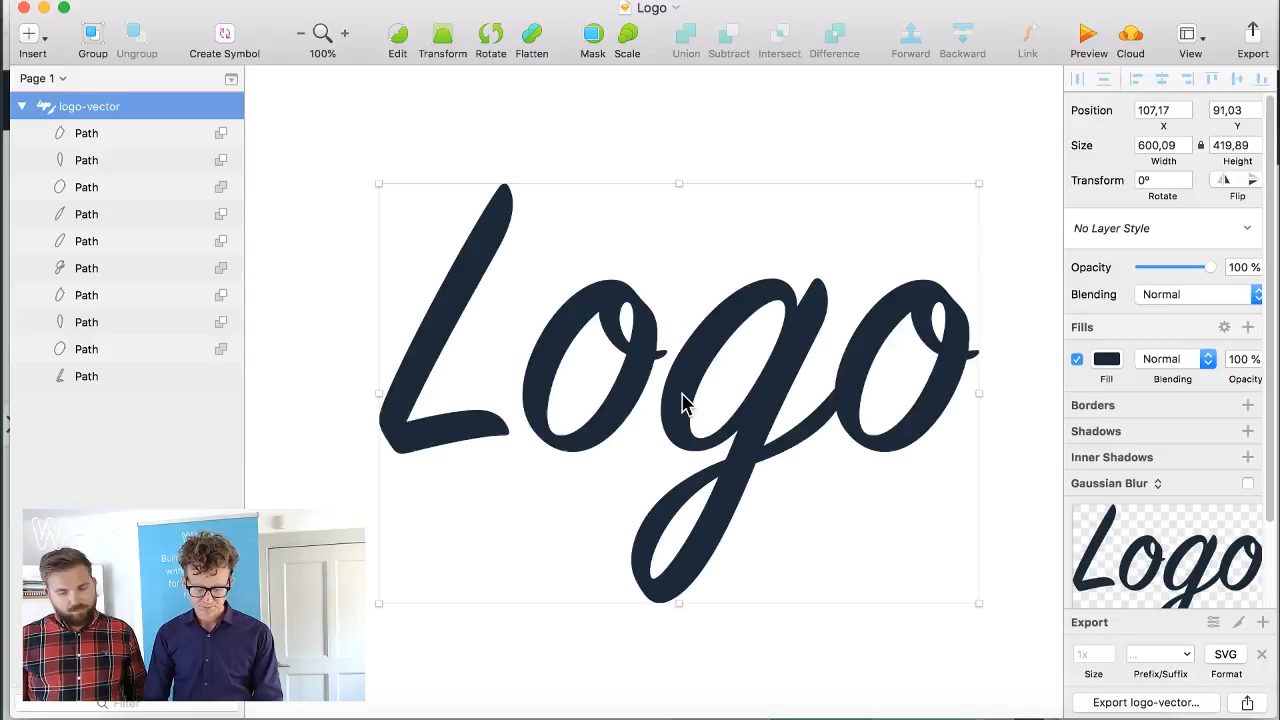 Logo
Insert
Group
Ungroup
Create Symbol
100%
Edit
Transform
Rotate
Flatten
Mask
Scale
Union
Subtract
Intersect
Difference
Forward
Backward
Link
Preview
Cloud
View
Export
Page 1
logo-vector
Path
Path
Path
Path
Path
Path
Path
Path
Path
Path
Filter
Logo
Position 107,17 91,03
X Y
Size 600,09 419,89
Width Height
Transform 0°
Rotate Flip
No Layer Style
Opacity 100 %
Blending Normal
Fills
Normal 100 %
Fill Blending Opacity
Borders
Shadows
Inner Shadows
Gaussian Blur
Logo
Export
1x ... SVG
Size Prefix/Suffix Format
Export logo-vector...